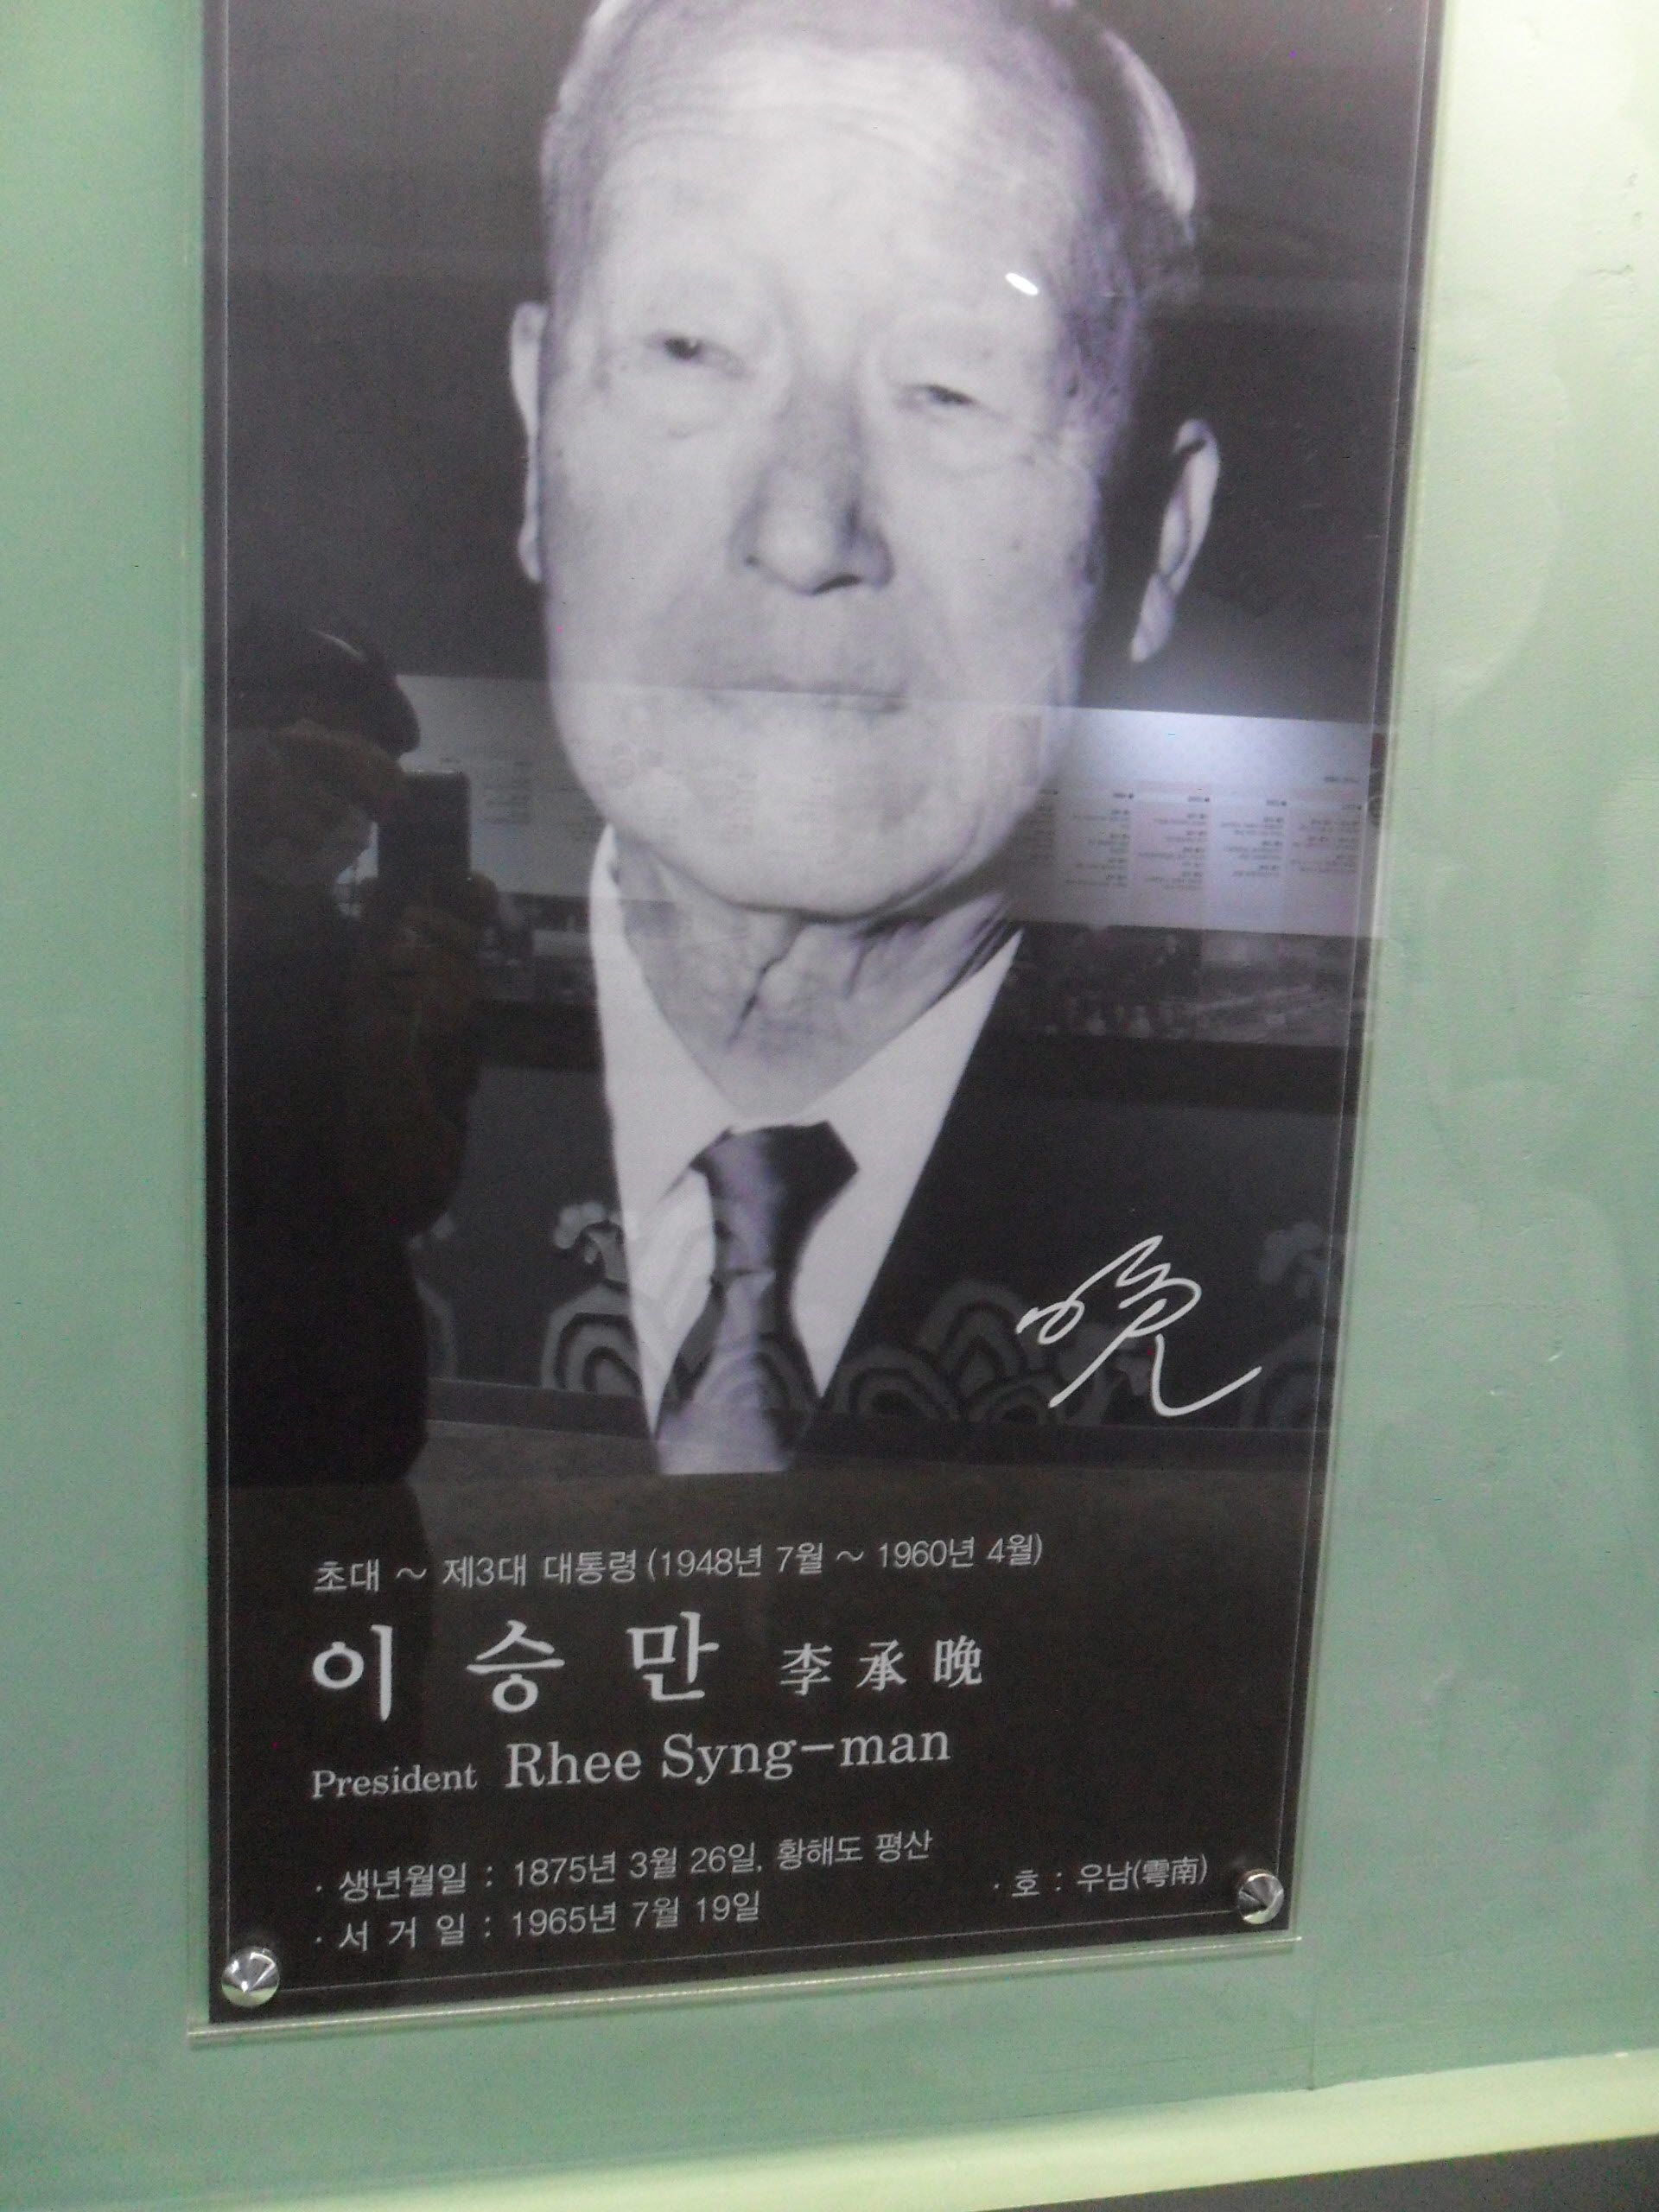 晩
초대 ~ 제3대 대통령 (1948년 7월 ~ 1960년 4월)
이 승 만 李 承 晩
President Rhee Syng-man
· 생년월일 : 1875년 3월 26일, 황해도 평산
· 서 거 일 : 1965년 7월 19일
· 호 : 우남(雩南)